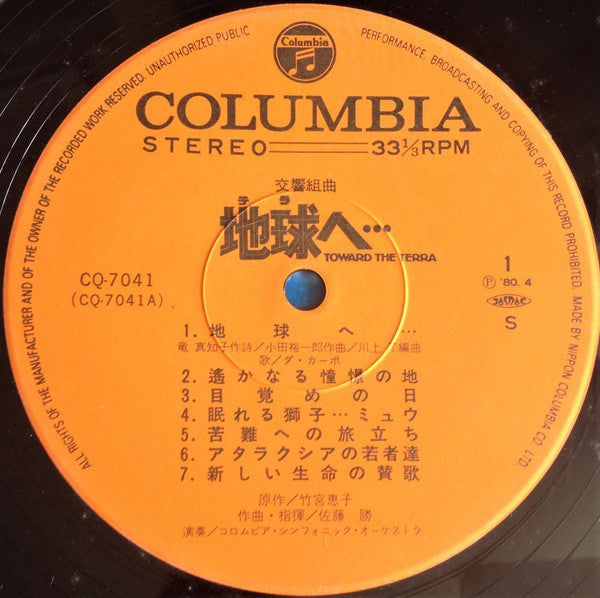 ALL RIGHTS OF THE MANUFACTURER AND OF THE OWNER OF THE RECORDED WORK RESERVED. UNAUTHORIZED PUBLIC PERFORMANCE, BROADCASTING AND COPYING OF THIS RECORD PROHIBITED. MADE BY NIPPON COLUMBIA CO. LTD.
Columbia
COLUMBIA
STEREO 33 1/3 RPM
交響組曲
テラ
地球へ…
TOWARD THE TERRA
CQ-7041
(CQ-7041A)
1
Ⓟ '80. 4
JASRAC
S
1. 地球へ…
竜 真知子作詩/小田裕一郎作曲/川上 了編曲
歌/ダ・カーポ
2. 遙かなる憧憬の地
3. 目覚めの日
4. 眠れる獅子…ミュウ
5. 苦難への旅立ち
6. アタラクシアの若者達
7. 新しい生命の賛歌
原作/竹宮恵子
作曲・指揮/佐藤 勝
演奏/コロムビア・シンフォニック・オーケストラ